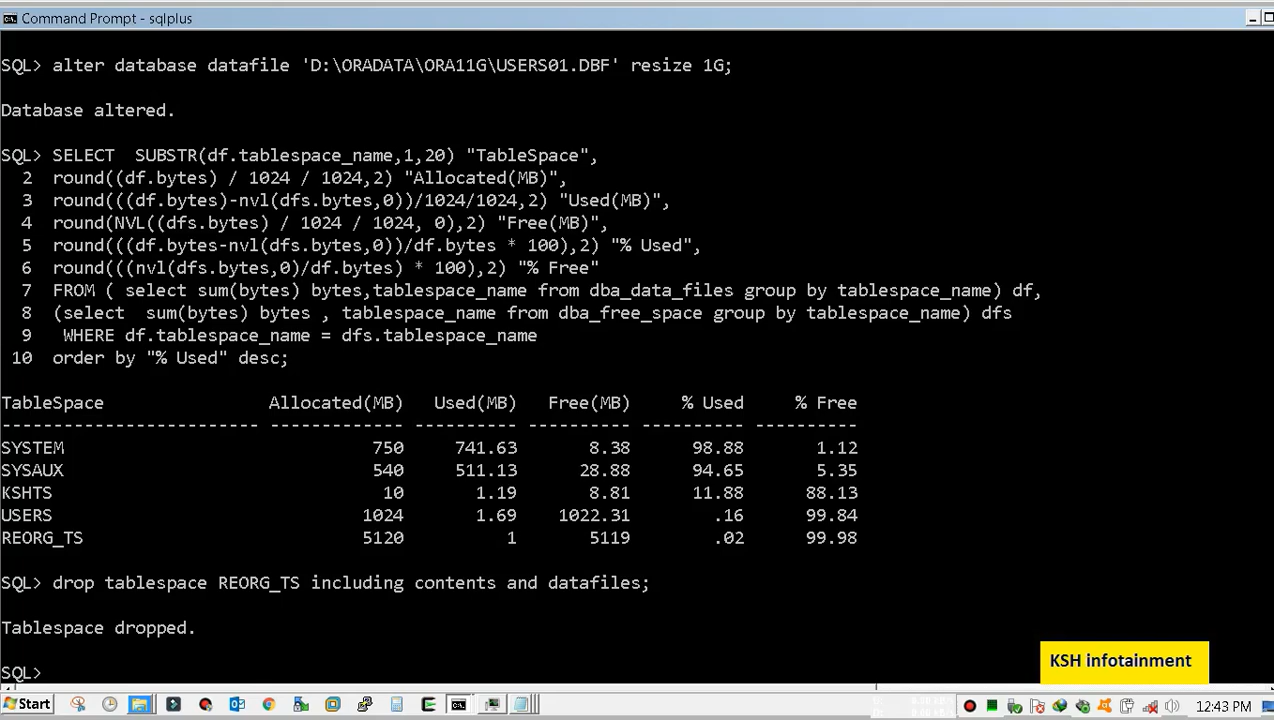 Command Prompt - sqlplus
SQL> alter database datafile 'D:\ORADATA\ORA11G\USERS01.DBF' resize 1G;
Database altered.
SQL> SELECT  SUBSTR(df.tablespace_name,1,20) "TableSpace",
2  round((df.bytes) / 1024 / 1024,2) "Allocated(MB)",
3  round(((df.bytes)-nvl(dfs.bytes,0))/1024/1024,2) "Used(MB)",
4  round(NVL((dfs.bytes) / 1024 / 1024, 0),2) "Free(MB)",
5  round(((df.bytes-nvl(dfs.bytes,0))/df.bytes * 100),2) "% Used",
6  round(((nvl(dfs.bytes,0)/df.bytes) * 100),2) "% Free"
7  FROM ( select sum(bytes) bytes,tablespace_name from dba_data_files group by tablespace_name) df,
8  (select  sum(bytes) bytes , tablespace_name from dba_free_space group by tablespace_name) dfs
9   WHERE df.tablespace_name = dfs.tablespace_name
10  order by "% Used" desc;
TableSpace                Allocated(MB)   Used(MB)   Free(MB)     % Used     % Free
------------------------- ------------- ---------- ---------- ---------- ----------
SYSTEM                              750     741.63       8.38      98.88       1.12
SYSAUX                              540     511.13      28.88      94.65       5.35
KSHTS                                10       1.19       8.81      11.88      88.13
USERS                              1024       1.69    1022.31        .16      99.84
REORG_TS                           5120          1       5119        .02      99.98
SQL> drop tablespace REORG_TS including contents and datafiles;
Tablespace dropped.
SQL>
KSH infotainment
Start
12:43 PM